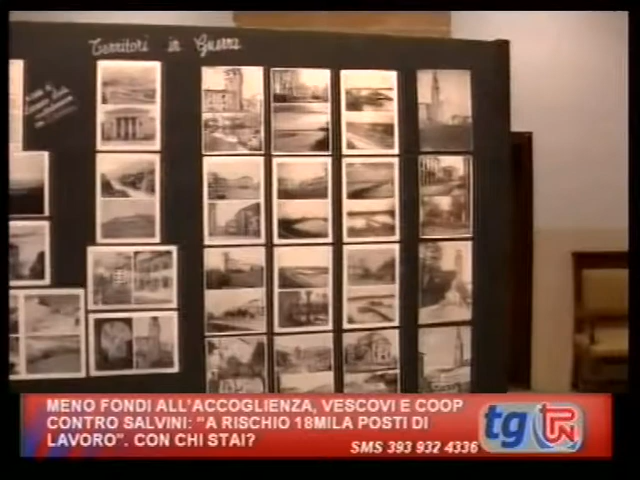 Territori in Guerra
MENO FONDI ALL'ACCOGLIENZA, VESCOVI E COOP
CONTRO SALVINI: "A RISCHIO 18MILA POSTI DI
LAVORO". CON CHI STAI?
SMS 393 932 4336
tg TPN